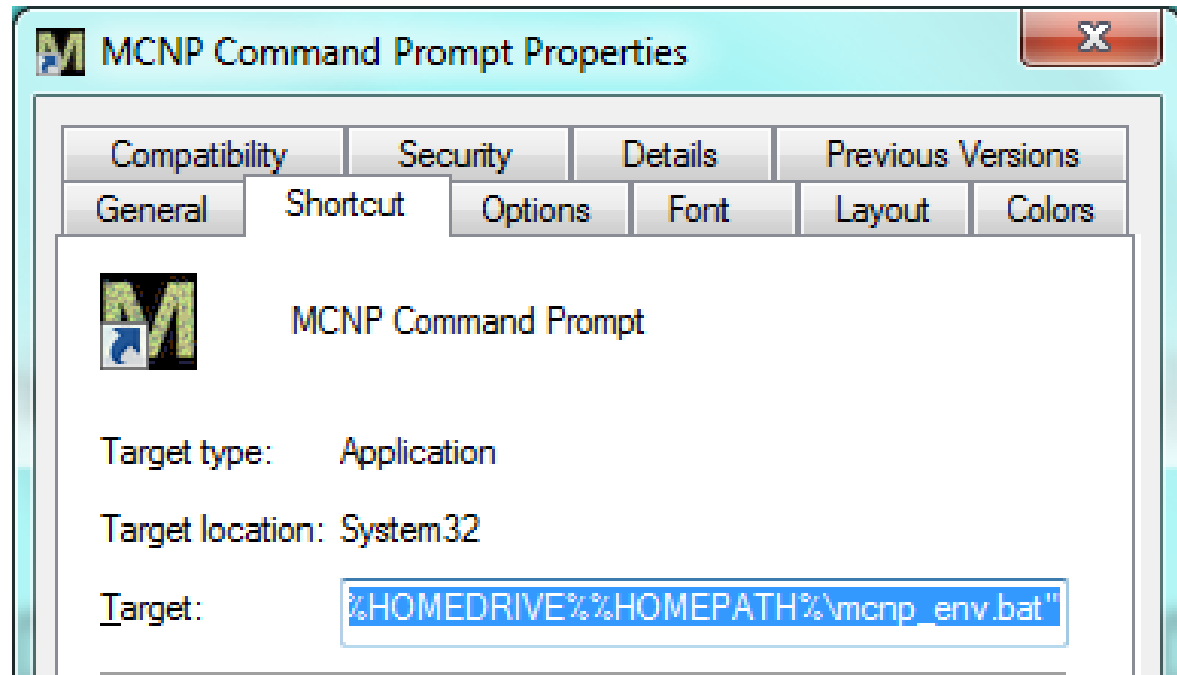 MCNP Command Prompt Properties
Compatibility Security Details Previous Versions
General Shortcut Options Font Layout Colors
MCNP Command Prompt
Target type: Application
Target location: System32
Target: %HOMEDRIVE%%HOMEPATH%\mcnp_env.bat"